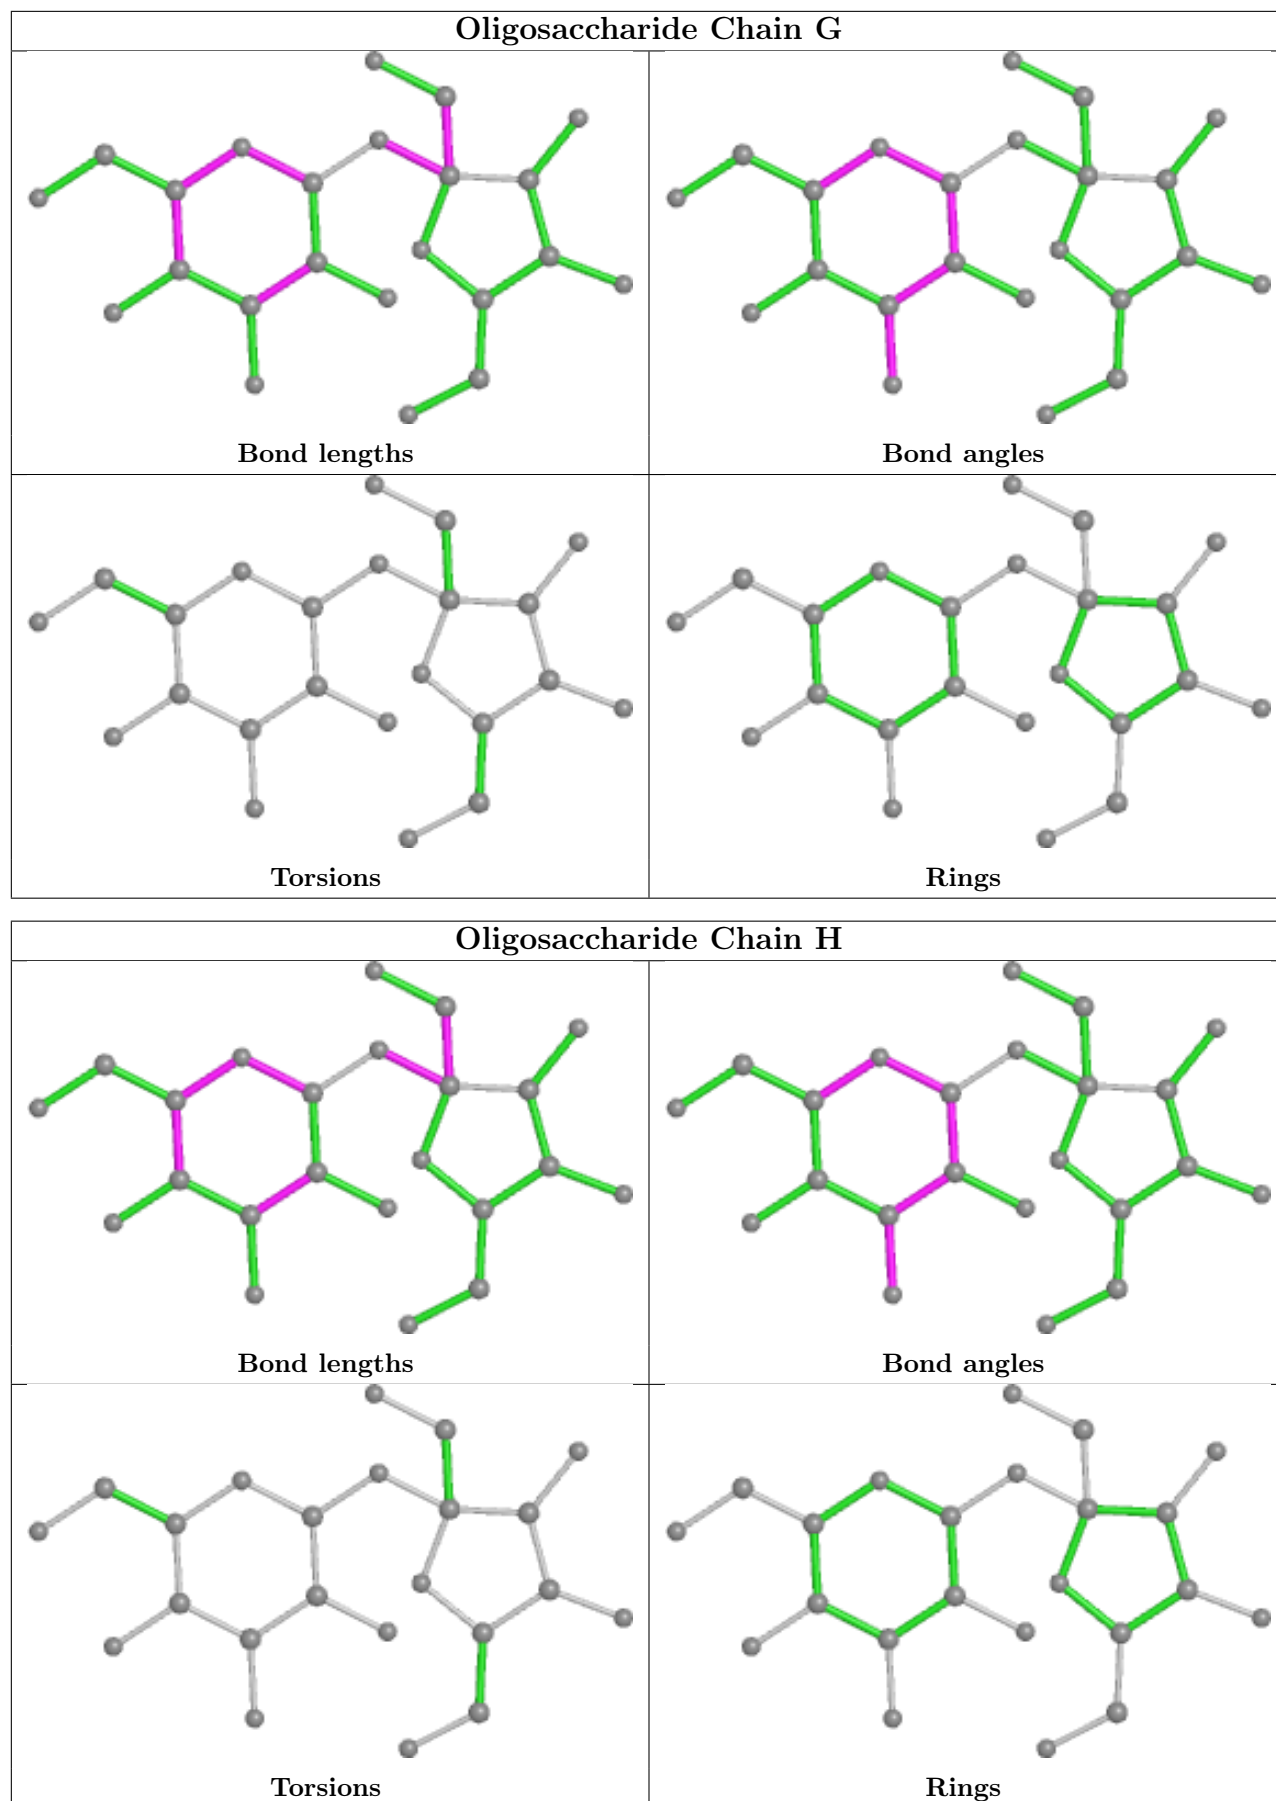 Oligosaccharide Chain G
Bond lengths
Bond angles
Torsions
Rings
Oligosaccharide Chain H
Bond lengths
Bond angles
Torsions
Rings